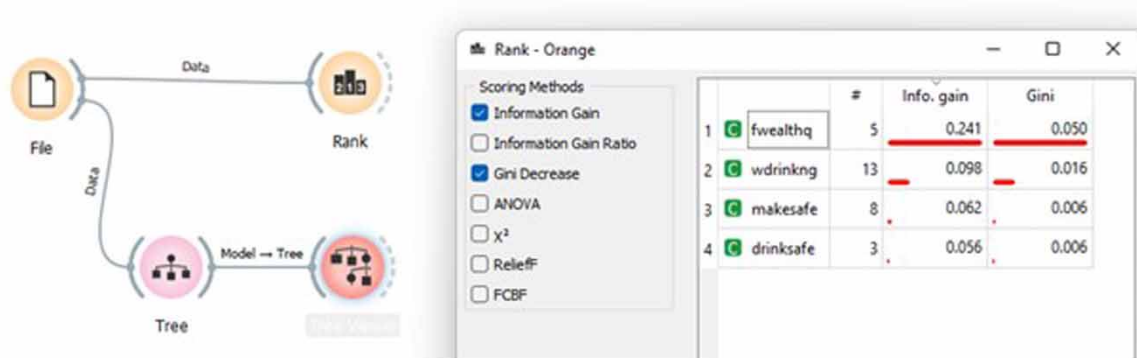 Data
File
Rank
Data
Model → Tree
Tree
Rank - Orange
Scoring Methods
Information Gain
Information Gain Ratio
Gini Decrease
ANOVA
X²
ReliefF
FCBF
# Info. gain Gini
1 C fwealthq 5 0.241 0.050
2 C wdrinkng 13 0.098 0.016
3 C makesafe 8 0.062 0.006
4 C drinksafe 3 0.056 0.006